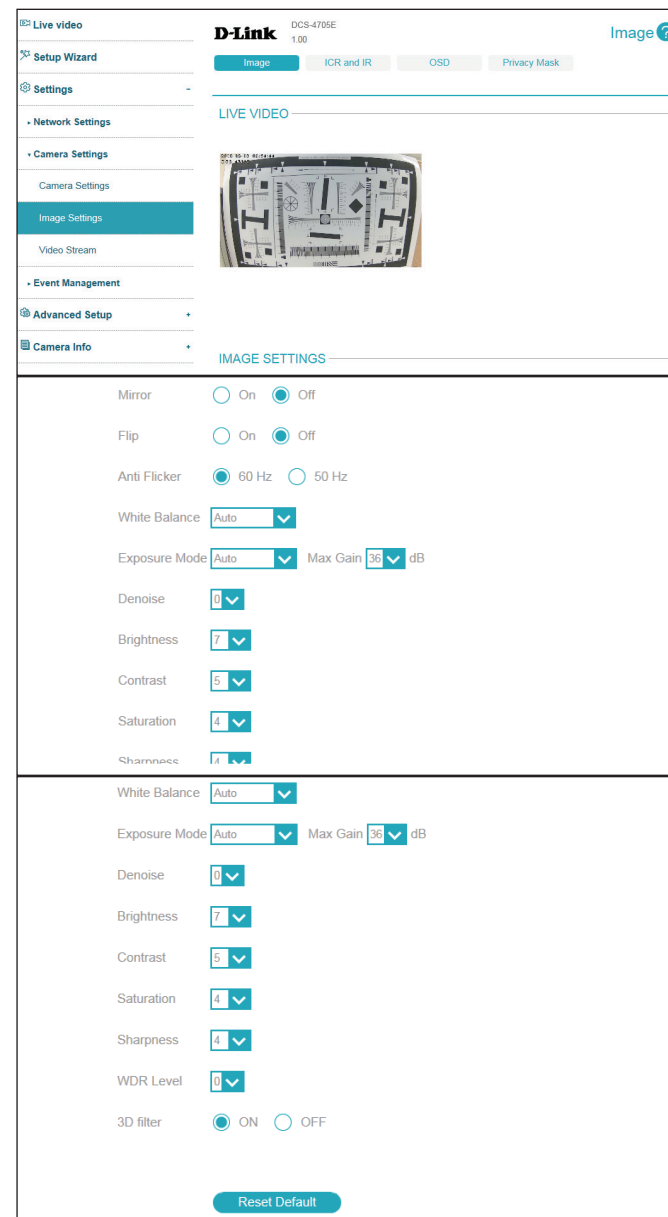 Live video
Setup Wizard
Settings -
Network Settings
Camera Settings
Camera Settings
Image Settings
Video Stream
Event Management
Advanced Setup +
Camera Info +
D-Link DCS-4705E
1.00
Image ?
Image ICR and IR OSD Privacy Mask
LIVE VIDEO
IMAGE SETTINGS
Mirror On Off
Flip On Off
Anti Flicker 60 Hz 50 Hz
White Balance Auto
Exposure Mode Auto Max Gain 36 dB
Denoise 0
Brightness 7
Contrast 5
Saturation 4
Sharpness 4
White Balance Auto
Exposure Mode Auto Max Gain 36 dB
Denoise 0
Brightness 7
Contrast 5
Saturation 4
Sharpness 4
WDR Level 0
3D filter ON OFF
Reset Default